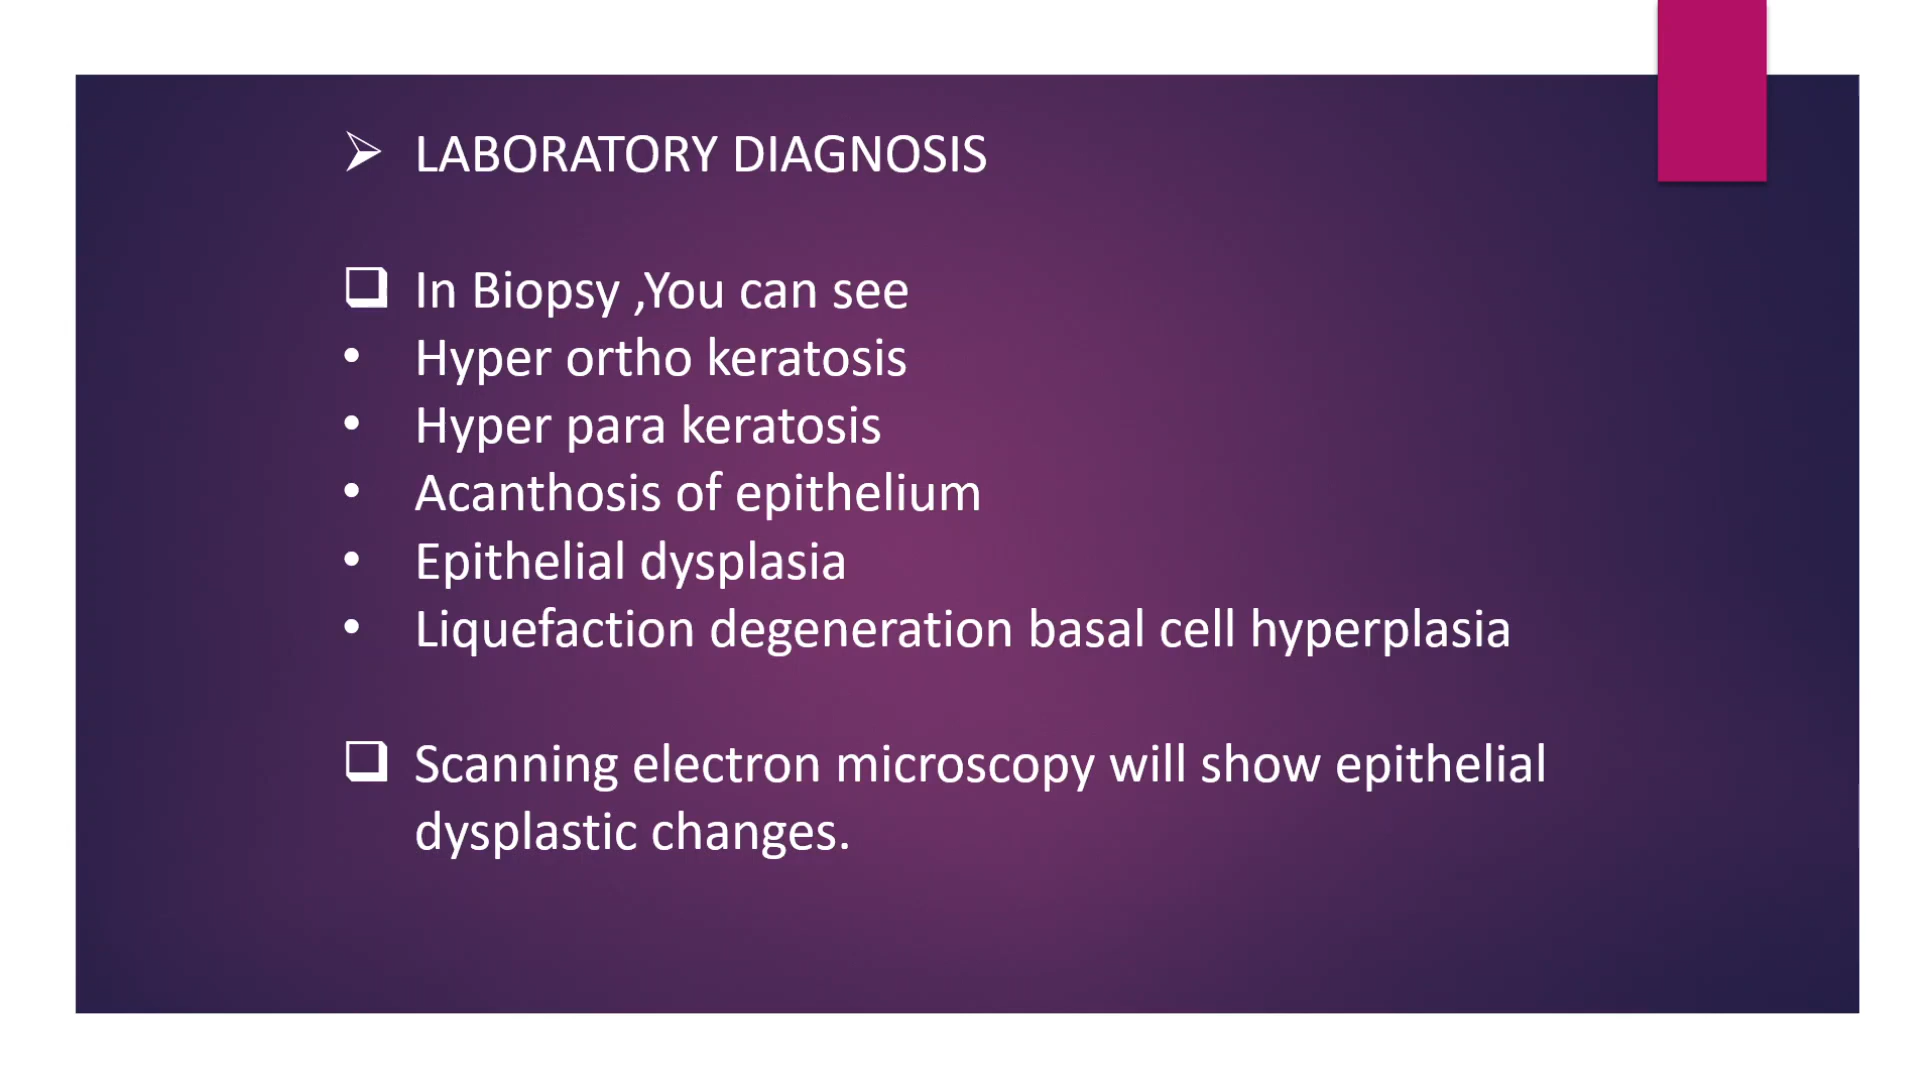 ➢ LABORATORY DIAGNOSIS
❑ In Biopsy ,You can see
• Hyper ortho keratosis
• Hyper para keratosis
• Acanthosis of epithelium
• Epithelial dysplasia
• Liquefaction degeneration basal cell hyperplasia
❑ Scanning electron microscopy will show epithelial
dysplastic changes.